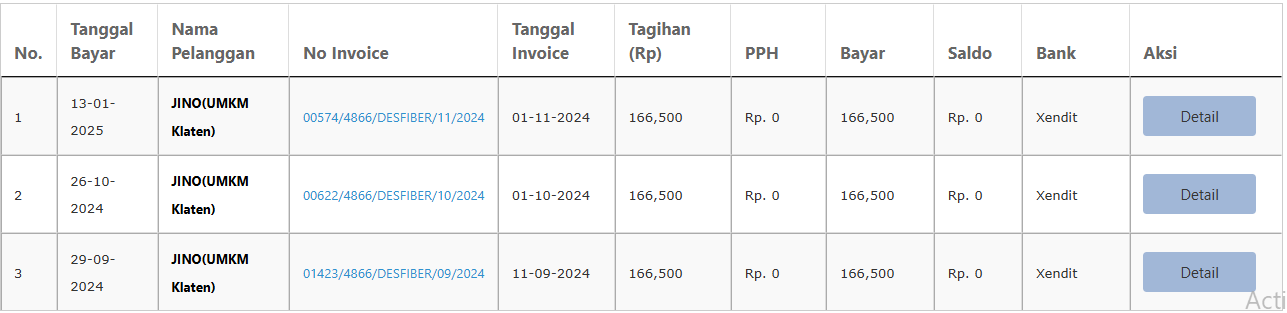 No. Tanggal Bayar Nama Pelanggan No Invoice Tanggal Invoice Tagihan (Rp) PPH Bayar Saldo Bank Aksi
1 13-01-2025 JINO(UMKM Klaten) 00574/4866/DESFIBER/11/2024 01-11-2024 166,500 Rp. 0 166,500 Rp. 0 Xendit Detail
2 26-10-2024 JINO(UMKM Klaten) 00622/4866/DESFIBER/10/2024 01-10-2024 166,500 Rp. 0 166,500 Rp. 0 Xendit Detail
3 29-09-2024 JINO(UMKM Klaten) 01423/4866/DESFIBER/09/2024 11-09-2024 166,500 Rp. 0 166,500 Rp. 0 Xendit Detail
Acti